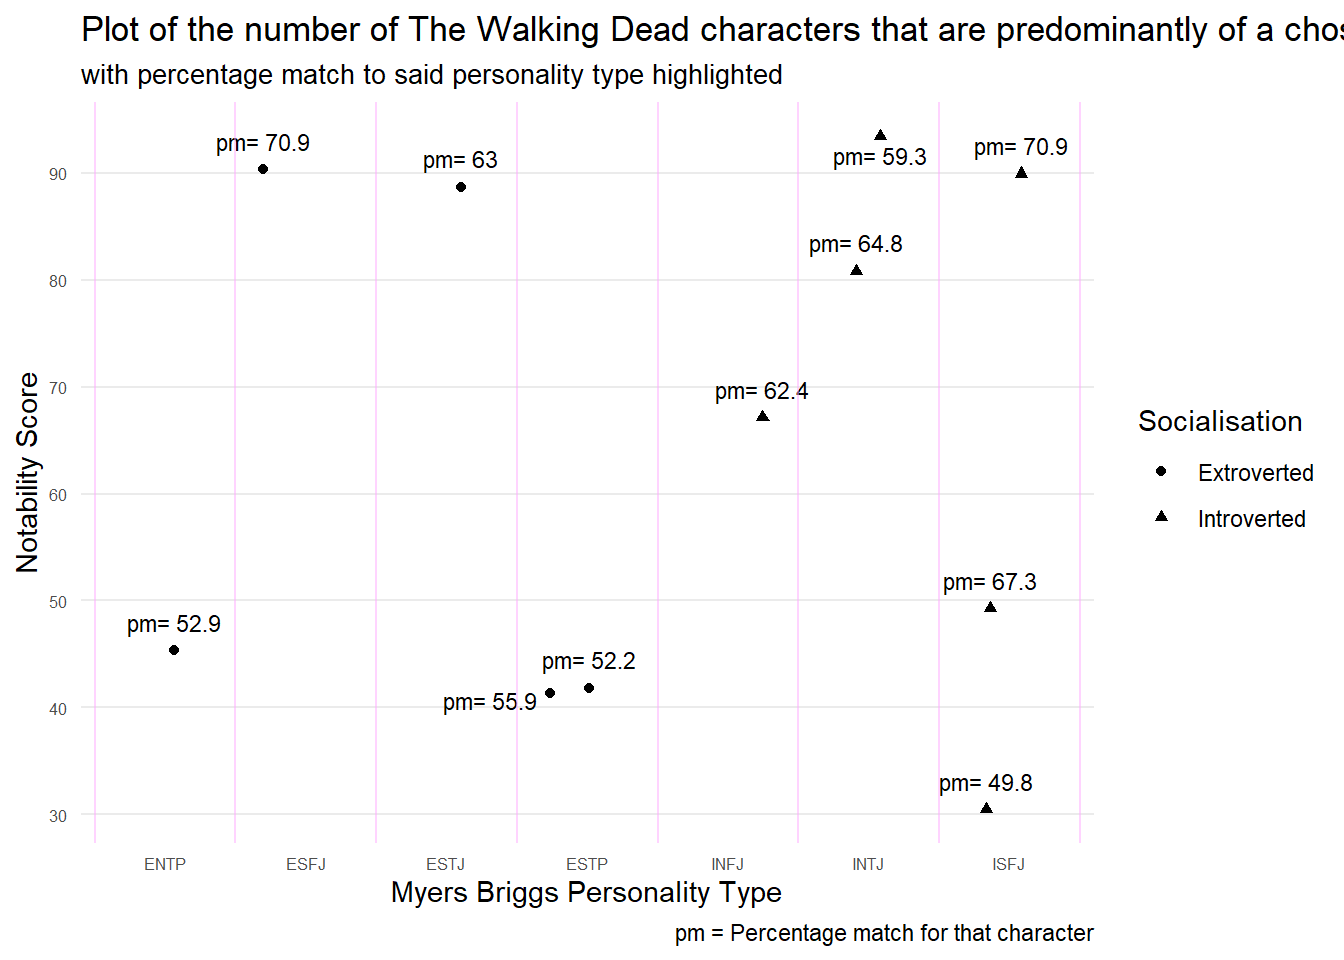 Plot of the number of The Walking Dead characters that are predominantly of a
with percentage match to said personality type highlighted
Notability Score
90
80
70
60
50
40
30
pm= 70.9
pm= 63
pm= 59.3
pm= 70.9
pm= 64.8
pm= 62.4
pm= 67.3
pm= 52.9
pm= 52.2
pm= 55.9
pm= 49.8
ENTP
ESFJ
ESTJ
ESTP
INFJ
INTJ
ISFJ
Myers Briggs Personality Type
pm = Percentage match for that character
Socialisation
Extroverted
Introverted